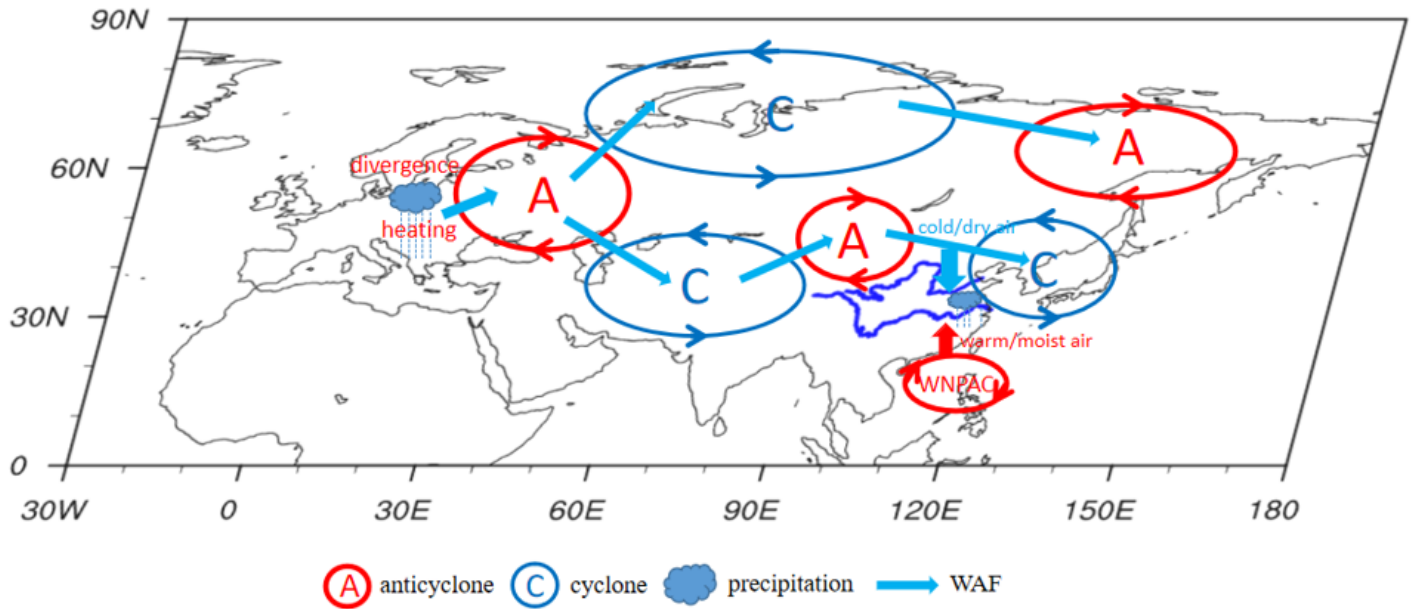 90N
C
A
60N
divergence
A
heating
A
cold/dry air
C
C
30N
warm/moist air
WNPAC
0
30W 0 30E 60E 90E 120E 150E 180
A anticyclone C cyclone precipitation WAF